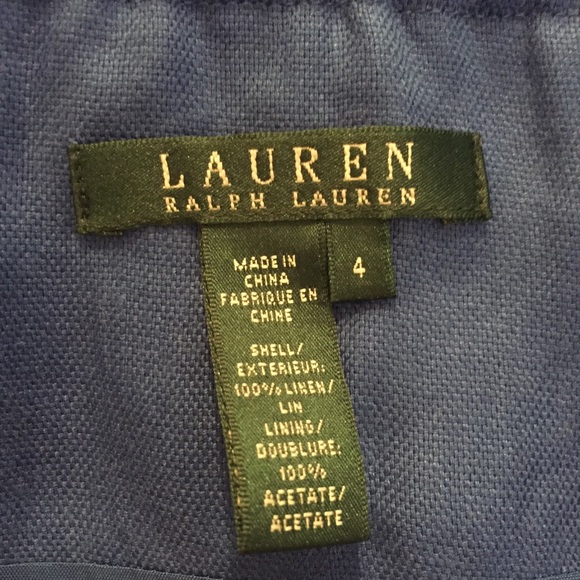 LAUREN
RALPH LAUREN
MADE IN
CHINA
FABRIQUE EN
CHINE
4
SHELL/
EXTERIEUR:
100% LINEN/
LIN
LINING/
DOUBLURE:
100%
ACETATE/
ACETATE